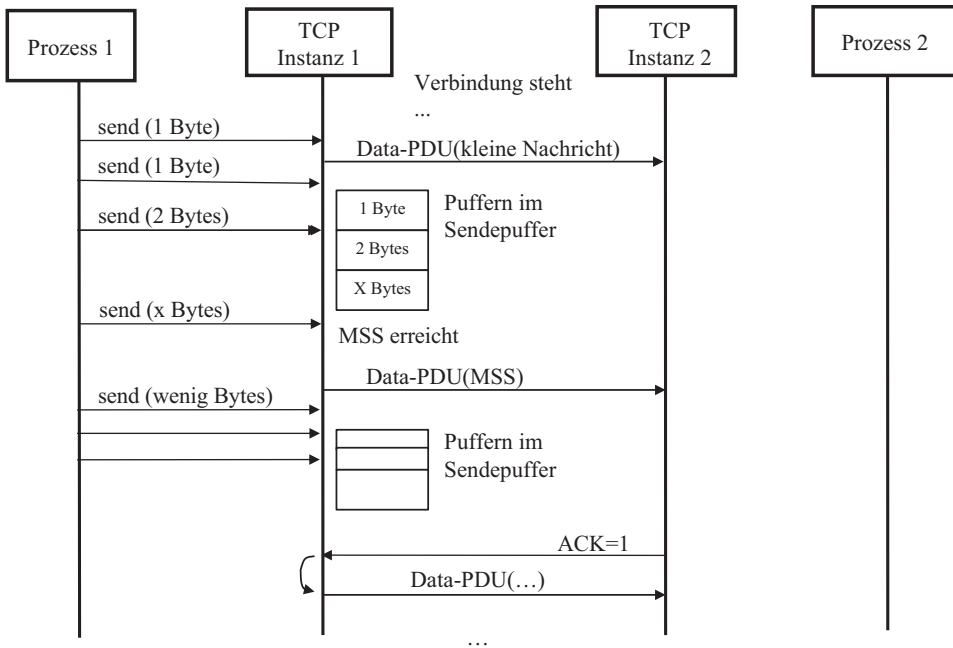 Prozess 1
TCP
Instanz 1
TCP
Instanz 2
Prozess 2
Verbindung steht
...
send (1 Byte)
Data-PDU(kleine Nachricht)
send (1 Byte)
send (2 Bytes)
1 Byte
2 Bytes
X Bytes
Puffern im
Sendepuffer
send (x Bytes)
MSS erreicht
Data-PDU(MSS)
send (wenig Bytes)
Puffern im
Sendepuffer
ACK=1
Data-PDU(…)
…